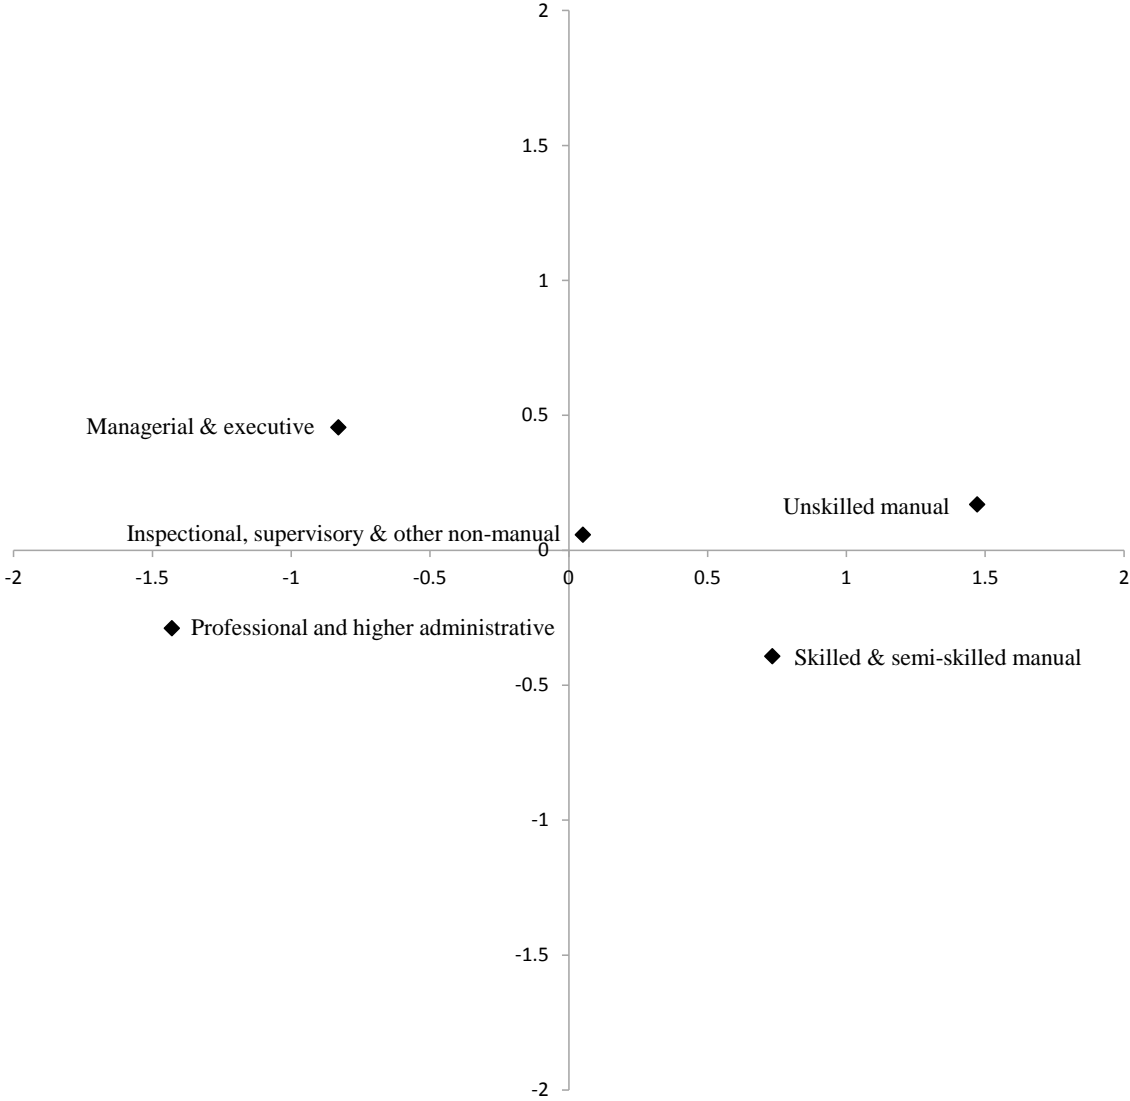 2
1.5
1
0.5
Managerial & executive
Unskilled manual
Inspectional, supervisory & other non-manual
0
-2 -1.5 -1 -0.5 0 0.5 1 1.5 2
Professional and higher administrative
Skilled & semi-skilled manual
-0.5
-1
-1.5
-2